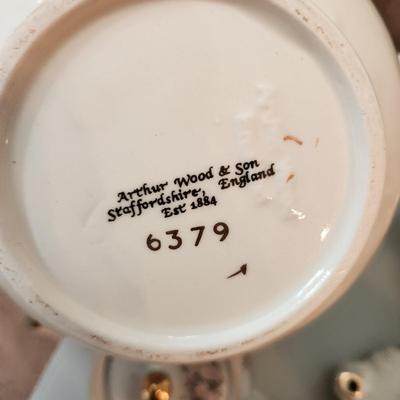 Arthur Wood & Son
Staffordshire, England
Est 1884
6379